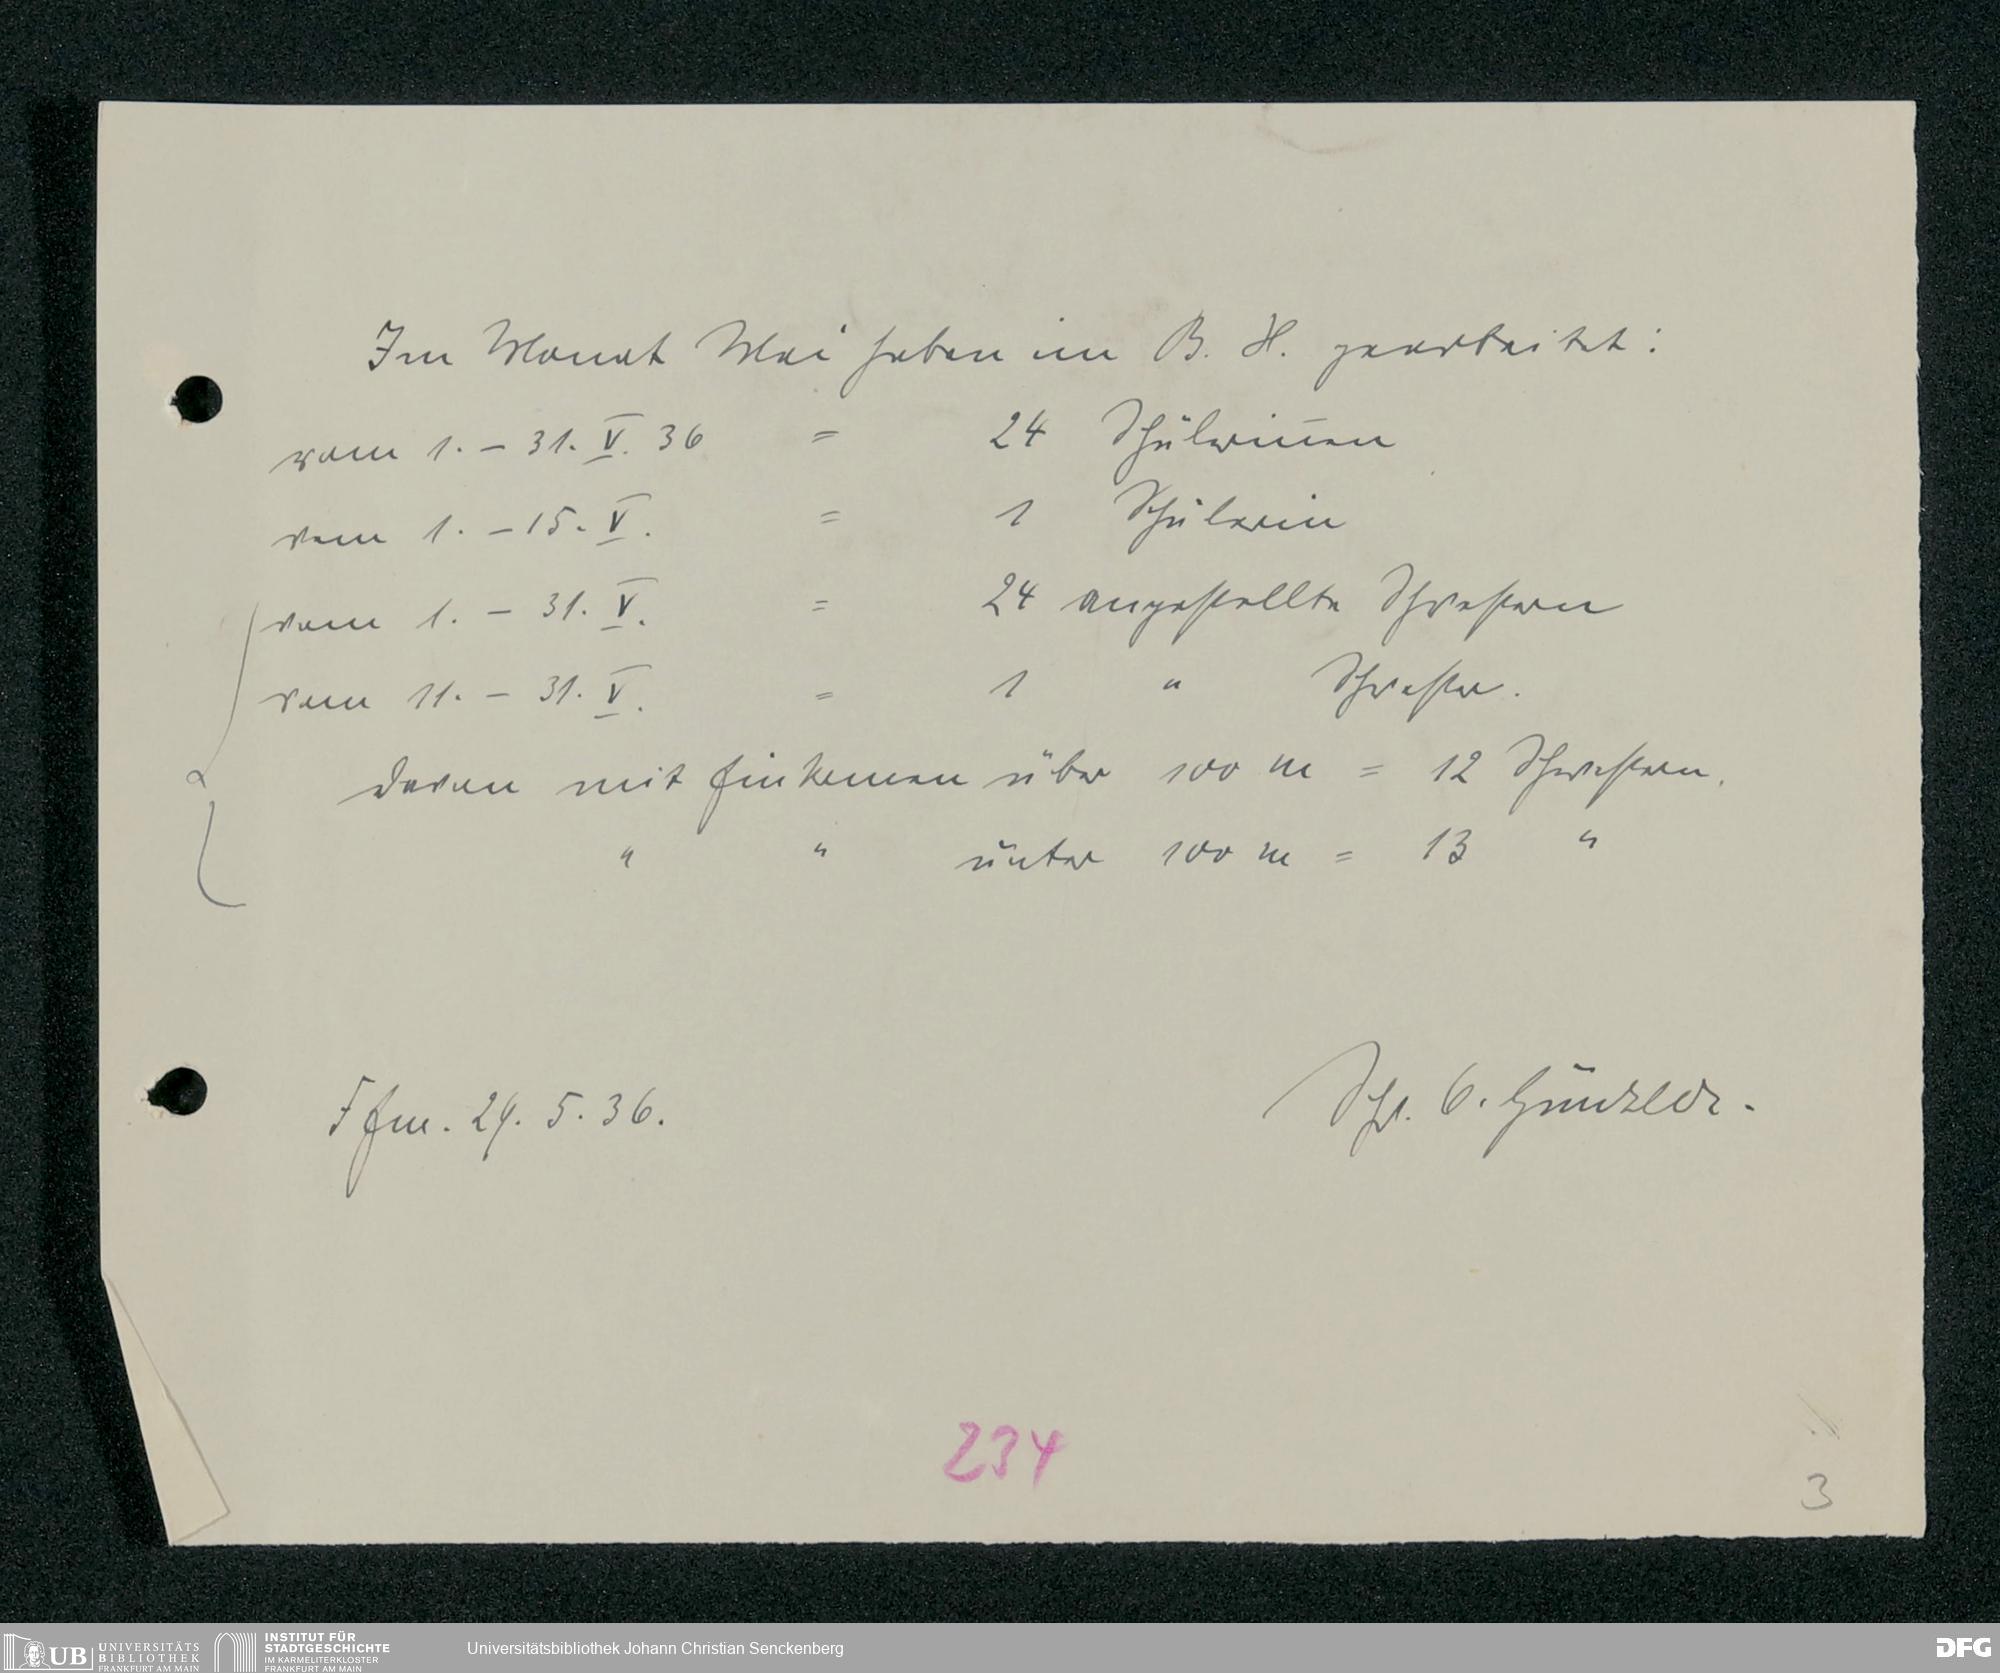 Im Monat Mai haben im B. H. gearbeitet:
vom 1. – 31. V. 36 = 24 Schülerinnen
vom 1. – 15. V. = 1 Schülerin
vom 1. – 31. V. = 24 angestellte Schwestern
vom 11. – 31. V. = 1 " Schwester.
davon mit Einkommen über 100 M = 12 Schwestern.
" " unter 100 M = 13 "
Ffm. 29. 5. 36. Schw.
234
3
UB UNIVERSITÄTS BIBLIOTHEK FRANKFURT AM MAIN
INSTITUT FÜR STADTGESCHICHTE IM KARMELITERKLOSTER FRANKFURT AM MAIN
Universitätsbibliothek Johann Christian Senckenberg
DFG